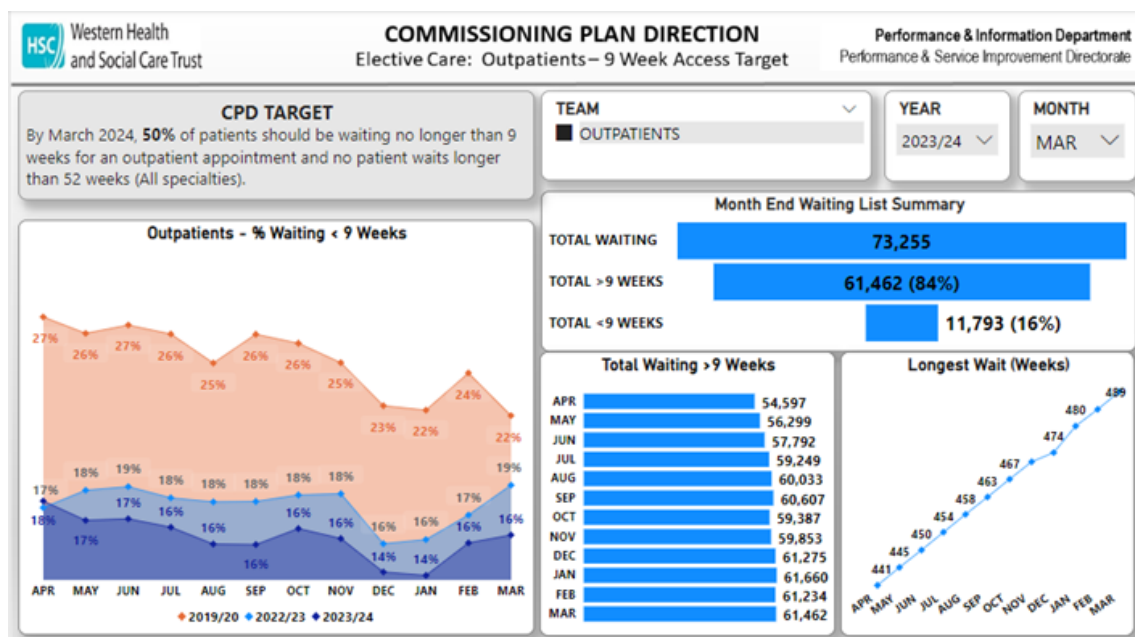 HSC
Western Health
and Social Care Trust
COMMISSIONING PLAN DIRECTION
Elective Care: Outpatients– 9 Week Access Target
Performance & Information Department
Performance & Service Improvement Directorate
CPD TARGET
By March 2024, 50% of patients should be waiting no longer than 9
weeks for an outpatient appointment and no patient waits longer
than 52 weeks (All specialties).
TEAM
OUTPATIENTS
YEAR
2023/24
MONTH
MAR
Outpatients - % Waiting < 9 Weeks
27% 26% 27% 26% 25% 26% 26% 25% 23% 22% 24% 22%
17% 18% 19% 18% 18% 18% 18% 18% 16% 16% 17% 19%
18% 17% 17% 16% 16% 16% 16% 16% 14% 14% 16% 16%
APR MAY JUN JUL AUG SEP OCT NOV DEC JAN FEB MAR
2019/20 2022/23 2023/24
Month End Waiting List Summary
TOTAL WAITING 73,255
TOTAL >9 WEEKS 61,462 (84%)
TOTAL <9 WEEKS 11,793 (16%)
Total Waiting >9 Weeks
APR 54,597
MAY 56,299
JUN 57,792
JUL 59,249
AUG 60,033
SEP 60,607
OCT 59,387
NOV 59,853
DEC 61,275
JAN 61,660
FEB 61,234
MAR 61,462
Longest Wait (Weeks)
441 445 450 454 458 463 467 474 480 489
APR MAY JUN JUL AUG SEP OCT NOV DEC JAN FEB MAR